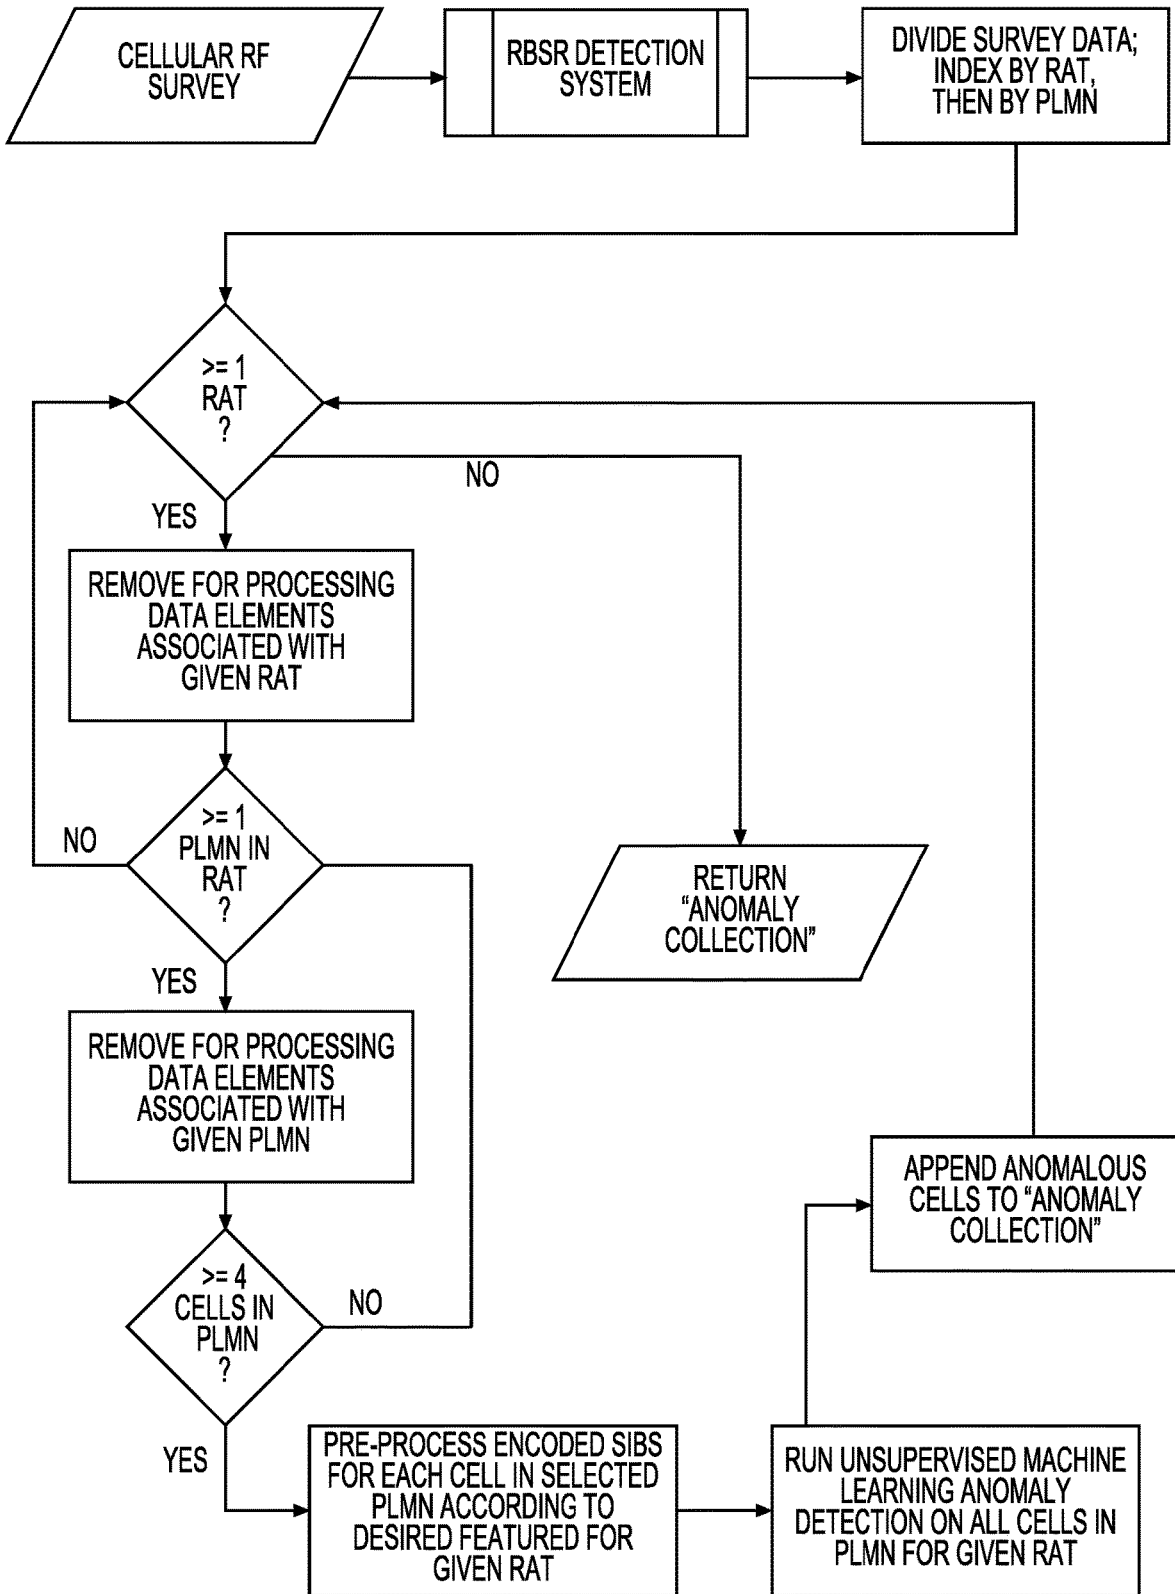 CELLULAR RF
SURVEY
RBSR DETECTION
SYSTEM
DIVIDE SURVEY DATA;
INDEX BY RAT,
THEN BY PLMN
>= 1
RAT
?
NO
YES
REMOVE FOR PROCESSING
DATA ELEMENTS
ASSOCIATED WITH
GIVEN RAT
>= 1
PLMN IN
RAT
?
NO
RETURN
“ANOMALY
COLLECTION”
YES
REMOVE FOR PROCESSING
DATA ELEMENTS
ASSOCIATED WITH
GIVEN PLMN
APPEND ANOMALOUS
CELLS TO “ANOMALY
COLLECTION”
>= 4
CELLS IN
PLMN
?
NO
YES
PRE-PROCESS ENCODED SIBS
FOR EACH CELL IN SELECTED
PLMN ACCORDING TO
DESIRED FEATURED FOR
GIVEN RAT
RUN UNSUPERVISED MACHINE
LEARNING ANOMALY
DETECTION ON ALL CELLS IN
PLMN FOR GIVEN RAT